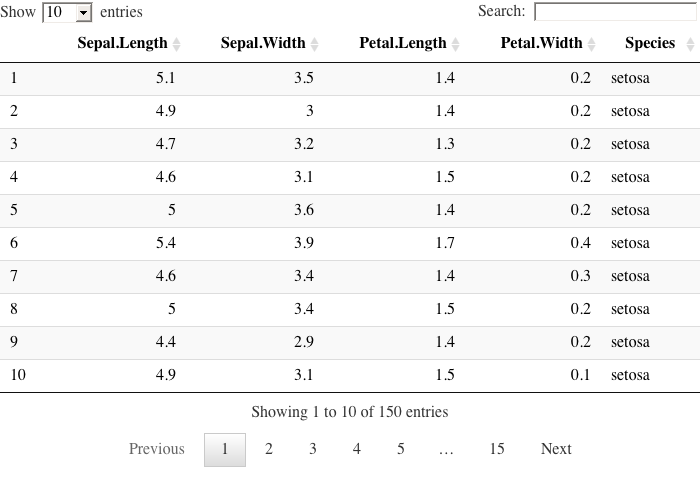 Show 10 entries Search:
Sepal.Length Sepal.Width Petal.Length Petal.Width Species
1 5.1 3.5 1.4 0.2 setosa
2 4.9 3 1.4 0.2 setosa
3 4.7 3.2 1.3 0.2 setosa
4 4.6 3.1 1.5 0.2 setosa
5 5 3.6 1.4 0.2 setosa
6 5.4 3.9 1.7 0.4 setosa
7 4.6 3.4 1.4 0.3 setosa
8 5 3.4 1.5 0.2 setosa
9 4.4 2.9 1.4 0.2 setosa
10 4.9 3.1 1.5 0.1 setosa
Showing 1 to 10 of 150 entries
Previous 1 2 3 4 5 … 15 Next